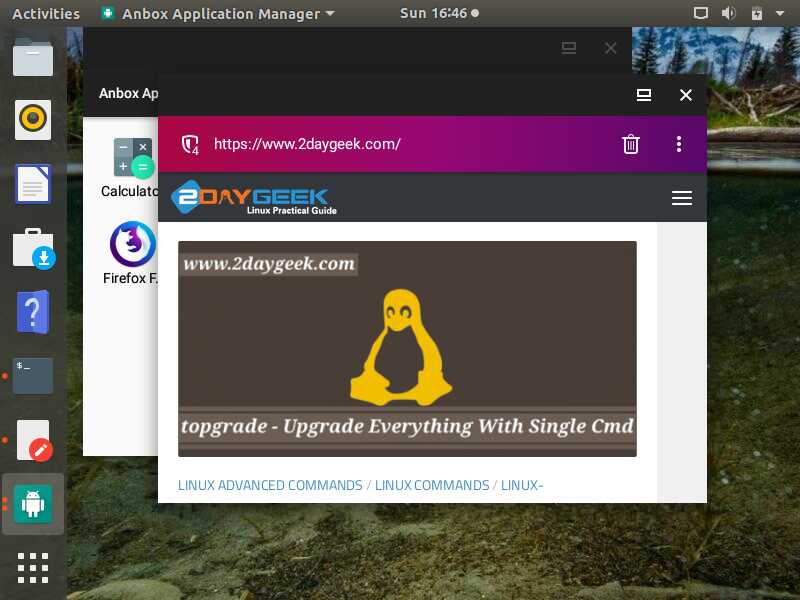 Activities
Anbox Application Manager
Sun 16:46
Anbox Ap
https://www.2daygeek.com/
4
2DAYGEEK
Linux Practical Guide
Calculato
Firefox F.
www.2daygeek.com
topgrade - Upgrade Everything With Single Cmd
LINUX ADVANCED COMMANDS / LINUX COMMANDS / LINUX-
$_